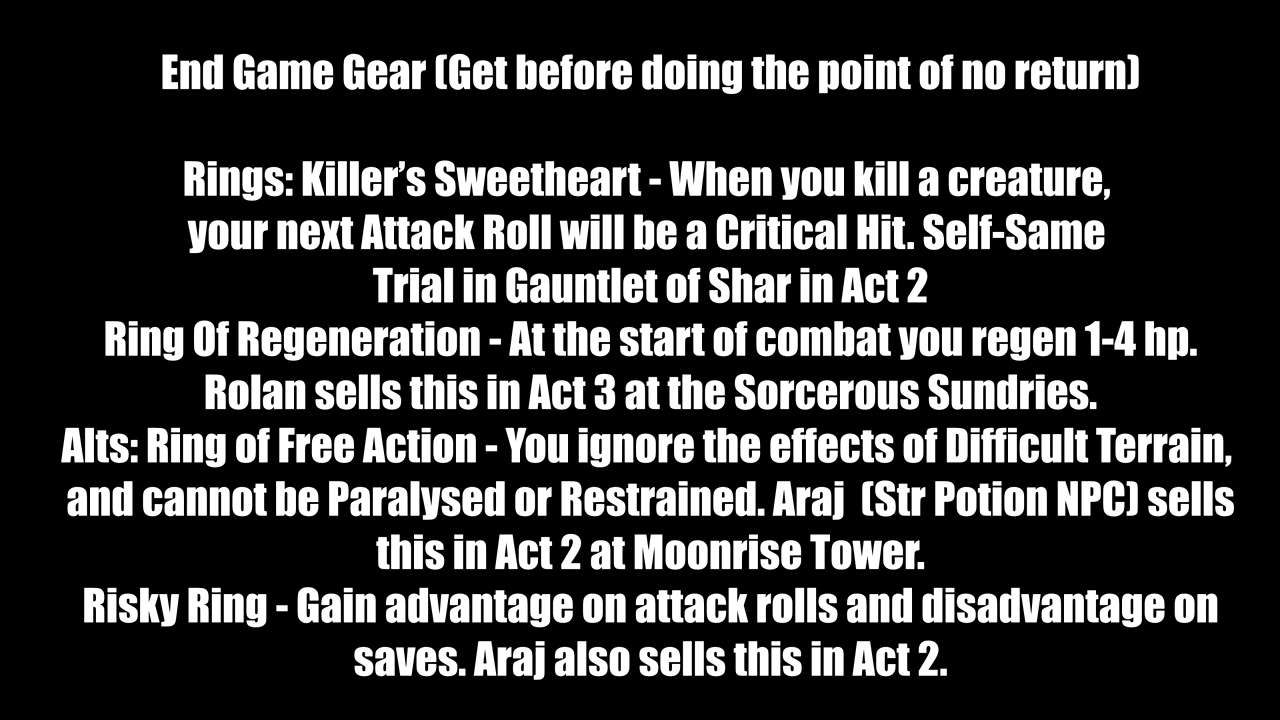 End Game Gear (Get before doing the point of no return)
Rings: Killer’s Sweetheart - When you kill a creature,
your next Attack Roll will be a Critical Hit. Self-Same
Trial in Gauntlet of Shar in Act 2
Ring Of Regeneration - At the start of combat you regen 1-4 hp.
Rolan sells this in Act 3 at the Sorcerous Sundries.
Alts: Ring of Free Action - You ignore the effects of Difficult Terrain,
and cannot be Paralysed or Restrained. Araj  (Str Potion NPC) sells
this in Act 2 at Moonrise Tower.
Risky Ring - Gain advantage on attack rolls and disadvantage on
saves. Araj also sells this in Act 2.